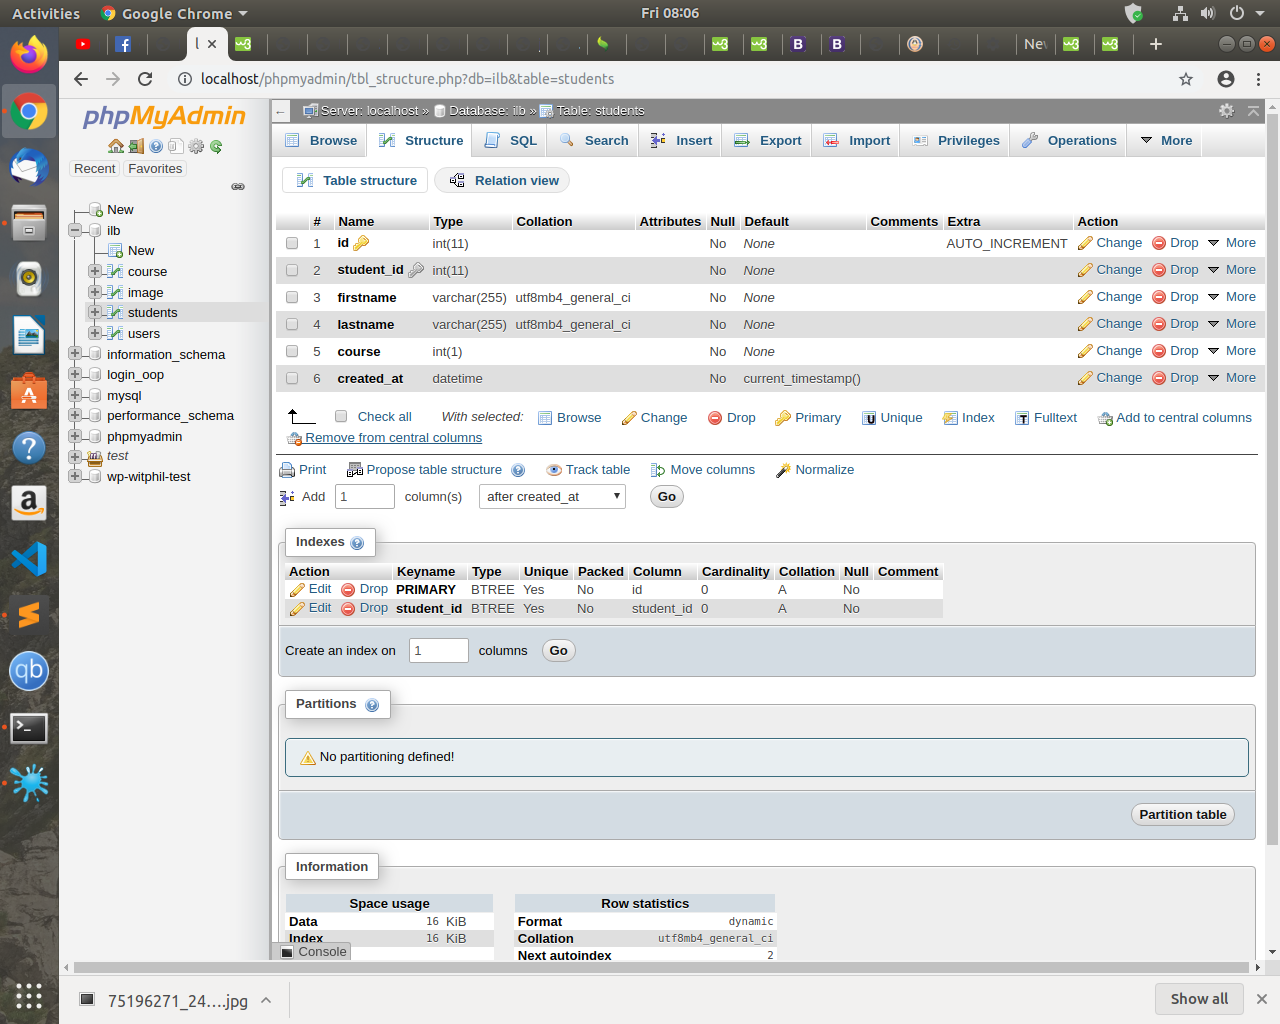 Activities Google Chrome Fri 08:06
localhost/phpmyadmin/tbl_structure.php?db=ilb&table=students
phpMyAdmin
Recent Favorites
New
ilb
New
course
image
students
users
information_schema
login_oop
mysql
performance_schema
phpmyadmin
test
wp-witphil-test
Server: localhost » Database: ilb » Table: students
Browse Structure SQL Search Insert Export Import Privileges Operations More
Table structure Relation view
# Name Type Collation Attributes Null Default Comments Extra Action
1 id int(11) No None AUTO_INCREMENT Change Drop More
2 student_id int(11) No None Change Drop More
3 firstname varchar(255) utf8mb4_general_ci No None Change Drop More
4 lastname varchar(255) utf8mb4_general_ci No None Change Drop More
5 course int(1) No None Change Drop More
6 created_at datetime No current_timestamp() Change Drop More
Check all With selected: Browse Change Drop Primary Unique Index Fulltext Add to central columns
Remove from central columns
Print Propose table structure Track table Move columns Normalize
Add 1 column(s) after created_at Go
Indexes
Action Keyname Type Unique Packed Column Cardinality Collation Null Comment
Edit Drop PRIMARY BTREE Yes No id 0 A No
Edit Drop student_id BTREE Yes No student_id 0 A No
Create an index on 1 columns Go
Partitions
No partitioning defined!
Partition table
Information
Space usage Row statistics
Data 16 KiB Format dynamic
Index 16 KiB Collation utf8mb4_general_ci
Next autoindex 2
Console
75196271_24....jpg Show all